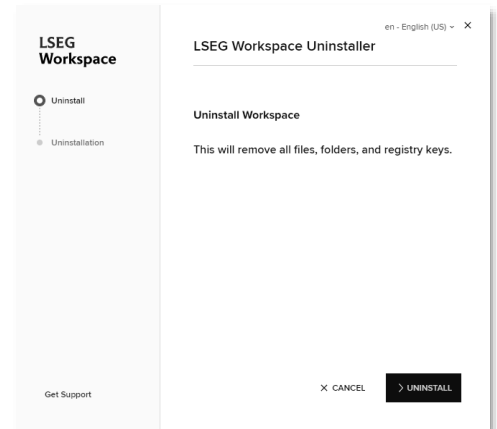 en - English (US)
LSEG
Workspace
LSEG Workspace Uninstaller
Uninstall
Uninstallation
Uninstall Workspace
This will remove all files, folders, and registry keys.
Get Support
CANCEL
UNINSTALL